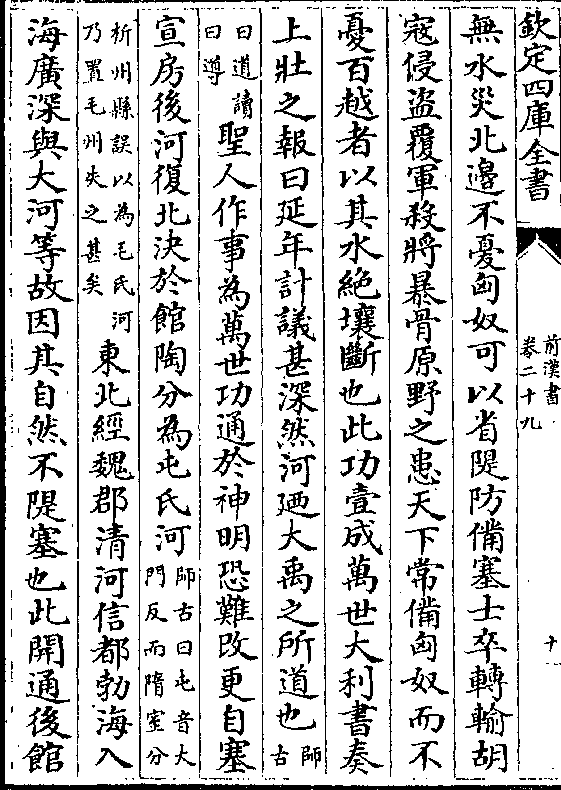 欽定四庫全書
前漢書
卷二十九
十
無水災北邊不憂匈奴可以省隄防備塞士卒轉輸胡
寇侵盜覆軍殺將暴骨原野之患天下常備匈奴而不
憂百越者以其水絶壤斷也此功壹成萬世大利書奏
上壯之報曰延年計議甚深然河廼大禹之所道也師古
曰道讀曰導聖人作事為萬世功通於神明恐難改更自塞
宣房後河復北決於館陶分為屯氏河師古曰屯音大門反而隋室分
析州縣誤以為毛氏河乃置毛州失之甚矣東北經魏郡清河信都勃海入
海廣深與大河等故因其自然不隄塞也此開通後館